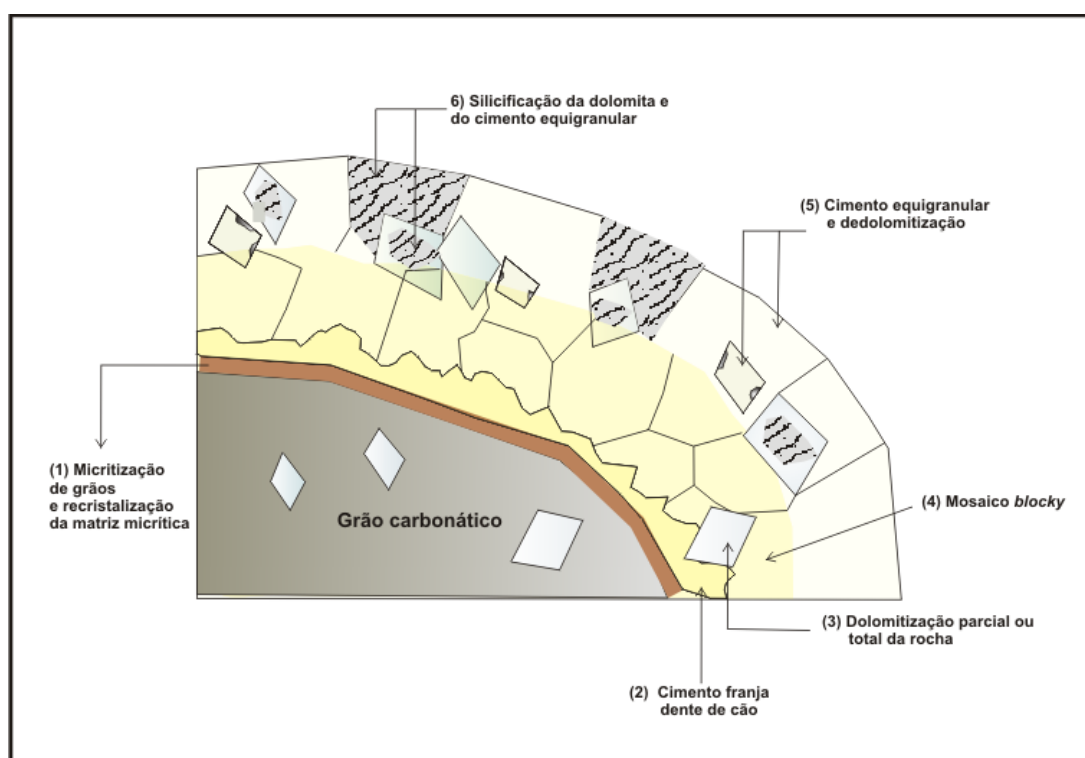 6) Silicificação da dolomita e
do cimento equigranular
(5) Cimento equigranular
e dedolomitização
(1) Micritização
de grãos
e recristalização
da matriz micrítica
Grão carbonático
(4) Mosaico blocky
(3) Dolomitização parcial ou
total da rocha
(2) Cimento franja
dente de cão